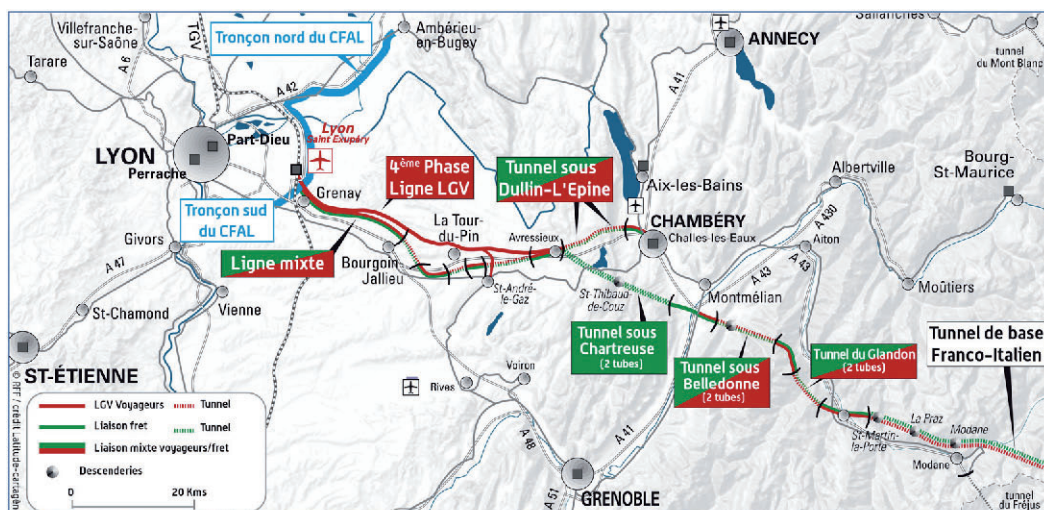 Villefranche-
sur-Saône
Tarare
A 6
TGV
Tronçon nord du CFAL
Ambérieu-
en-Bugey
A 42
ANNECY
A 41
Sallanches
tunnel
du Mont Blanc
Part-Dieu
LYON
Perrache
Lyon
Saint Exupéry
4ème Phase
Ligne LGV
Tunnel sous
Dullin-L'Epine
Aix-les-Bains
Albertville
Bourg-
St-Maurice
Grenay
Tronçon sud
du CFAL
La Tour-
du-Pin
Avressieux
CHAMBÉRY
Challes-les-Eaux
A 430
Aiton
Givors
Ligne mixte
Bourgoin
Jallieu
A 43
A 43
A 47
St-André-
le-Gaz
St-Thibaud-
de-Couz
Montmélian
Moûtiers
St-Chamond
Vienne
Tunnel sous
Chartreuse
(2 tubes)
Tunnel sous
Belledonne
(2 tubes)
Tunnel du Glandon
(2 tubes)
Tunnel de base
Franco-Italien
ST-ÉTIENNE
Rives
Voiron
A 48
A 41
St-Martin-
la-Porte
La Praz
Modane
Modane
tunnel
du Fréjus
GRENOBLE
A 51
LGV Voyageurs
Tunnel
Liaison fret
Tunnel
Liaison mixte voyageurs/fret
Descenderies
0 20 Kms
© RFF / crédit Latitude-cartagène